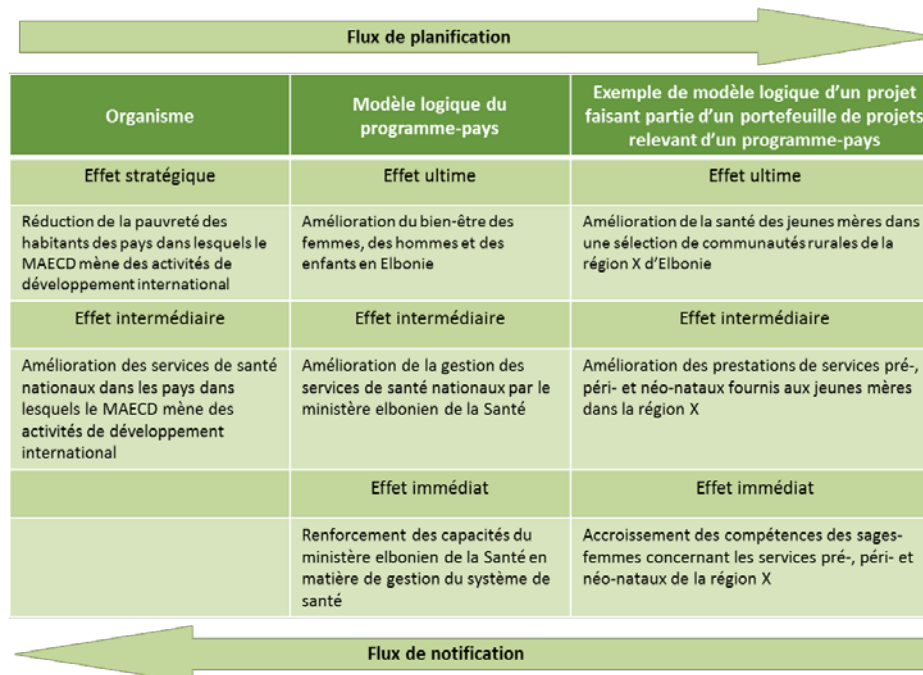 Flux de planification
Organisme
Modèle logique du
programme-pays
Exemple de modèle logique d’un projet
faisant partie d’un portefeuille de projets
relevant d’un programme-pays
Effet stratégique
Effet ultime
Effet ultime
Réduction de la pauvreté des
habitants des pays dans lesquels le
MAECD mène des activités de
développement international
Amélioration du bien-être des
femmes, des hommes et des
enfants en Elbonie
Amélioration de la santé des jeunes mères dans
une sélection de communautés rurales de la
région X d’Elbonie
Effet intermédiaire
Effet intermédiaire
Effet intermédiaire
Amélioration des services de santé
nationaux dans les pays dans
lesquels le MAECD mène des
activités de développement
international
Amélioration de la gestion des
services de santé nationaux par le
ministère elbonien de la Santé
Amélioration des prestations de services pré-,
péri- et néo-nataux fournis aux jeunes mères
dans la région X
Effet immédiat
Effet immédiat
Renforcement des capacités du
ministère elbonien de la Santé en
matière de gestion du système de
santé
Accroissement des compétences des sages-
femmes concernant les services pré-, péri- et
néo-nataux de la région X
Flux de notification